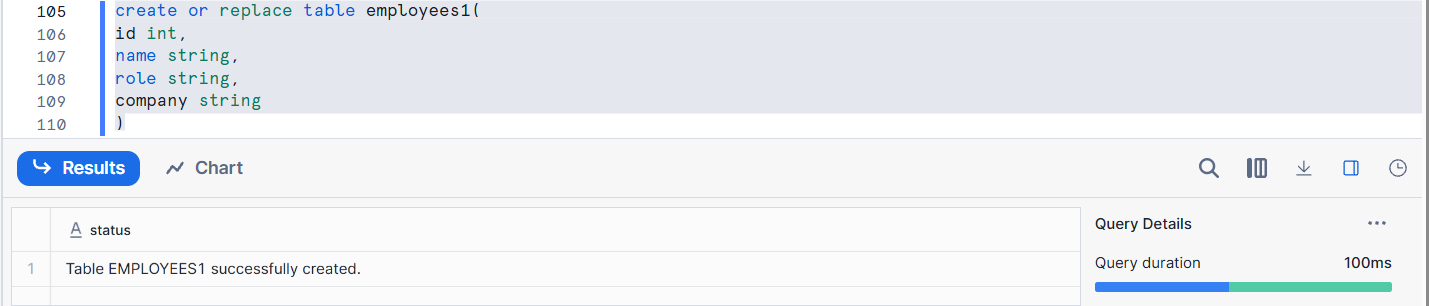 105 create or replace table employees1(
106 id int,
107 name string,
108 role string,
109 company string
110 )
Results Chart
A status
Query Details ...
1 Table EMPLOYEES1 successfully created.
Query duration 100ms